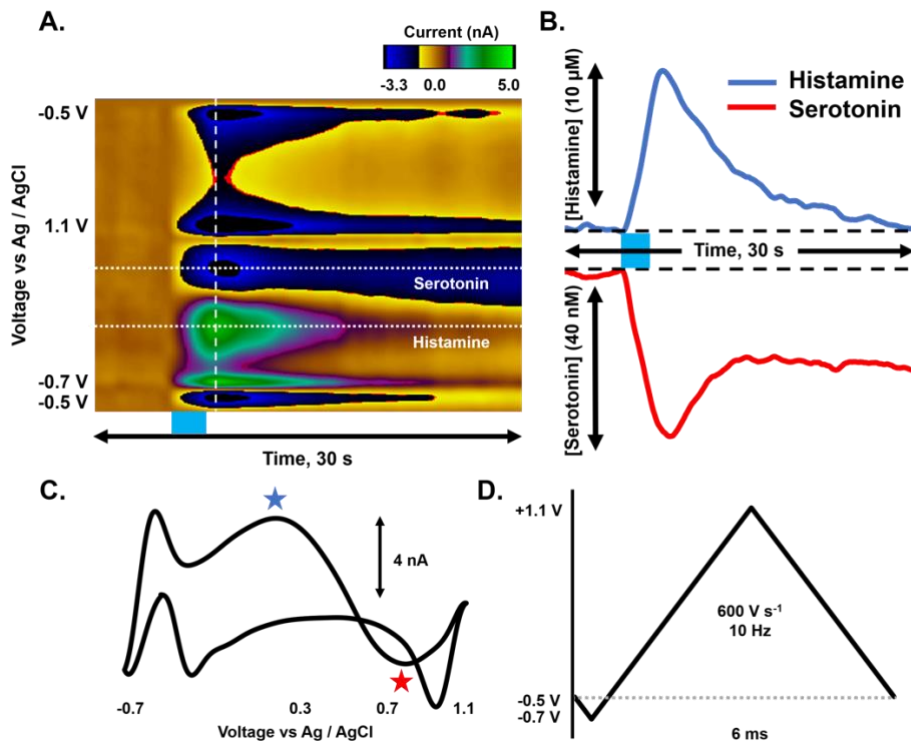 A.
Current (nA)
-3.3 0.0 5.0
-0.5 V
1.1 V
-0.7 V
-0.5 V
Voltage vs Ag / AgCl
Serotonin
Histamine
Time, 30 s
B.
Histamine
Serotonin
[Histamine] (10 µM)
Time, 30 s
[Serotonin] (40 nM)
C.
4 nA
-0.7 0.3 0.7 1.1
Voltage vs Ag / AgCl
D.
+1.1 V
600 V s⁻¹
10 Hz
-0.5 V
-0.7 V
6 ms